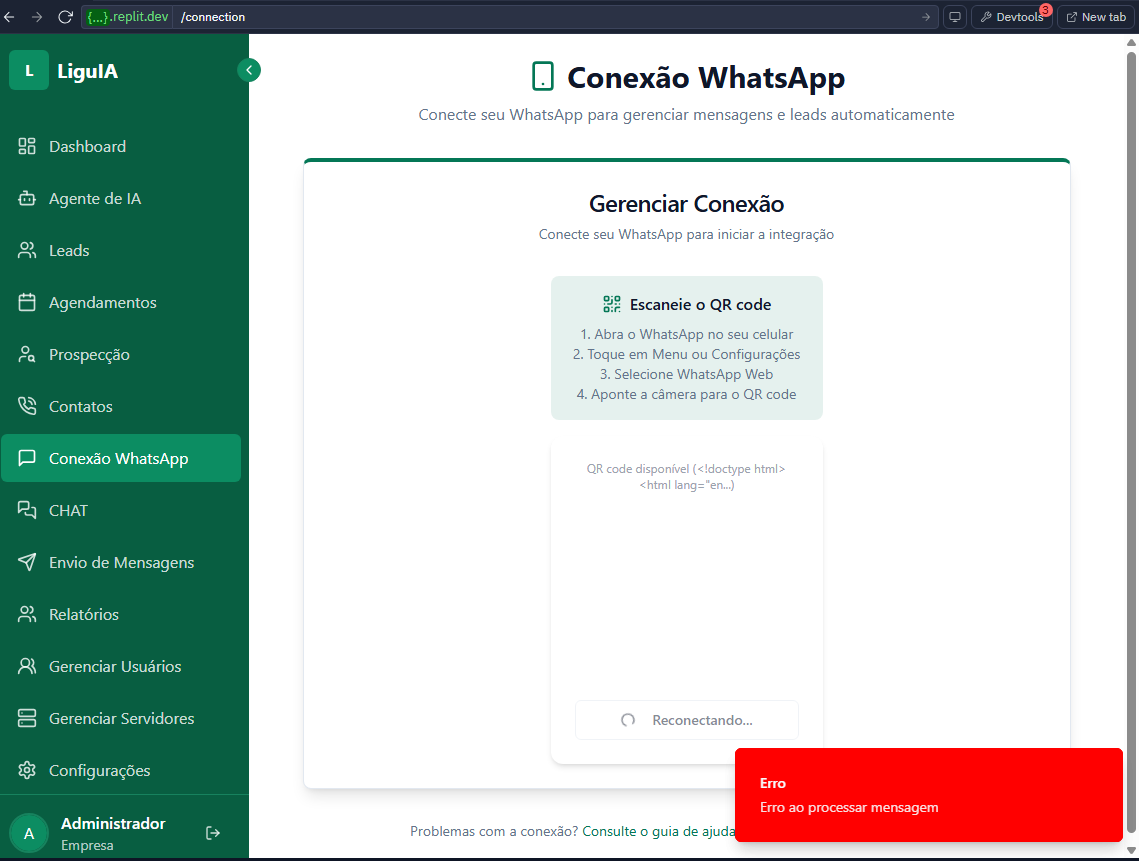 {...}.replit.dev /connection
Devtools 3
New tab
L LiguIA
Dashboard
Agente de IA
Leads
Agendamentos
Prospecção
Contatos
Conexão WhatsApp
CHAT
Envio de Mensagens
Relatórios
Gerenciar Usuários
Gerenciar Servidores
Configurações
A Administrador
Empresa
Conexão WhatsApp
Conecte seu WhatsApp para gerenciar mensagens e leads automaticamente
Gerenciar Conexão
Conecte seu WhatsApp para iniciar a integração
Escaneie o QR code
1. Abra o WhatsApp no seu celular
2. Toque em Menu ou Configurações
3. Selecione WhatsApp Web
4. Aponte a câmera para o QR code
QR code disponível (<!doctype html>
<html lang="en...)
Reconectando...
Problemas com a conexão? Consulte o guia de ajuda
Erro
Erro ao processar mensagem